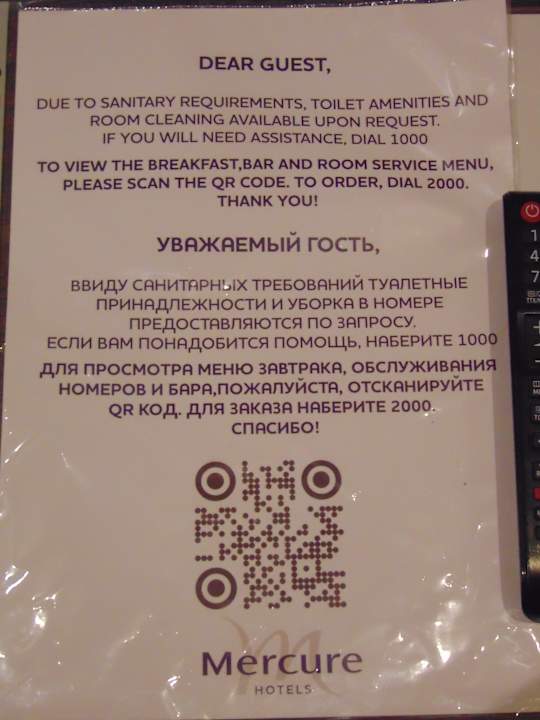 DEAR GUEST,
DUE TO SANITARY REQUIREMENTS, TOILET AMENITIES AND
ROOM CLEANING AVAILABLE UPON REQUEST.
IF YOU WILL NEED ASSISTANCE, DIAL 1000
TO VIEW THE BREAKFAST,BAR AND ROOM SERVICE MENU,
PLEASE SCAN THE QR CODE. TO ORDER, DIAL 2000.
THANK YOU!
УВАЖАЕМЫЙ ГОСТЬ,
ВВИДУ САНИТАРНЫХ ТРЕБОВАНИЙ ТУАЛЕТНЫЕ
ПРИНАДЛЕЖНОСТИ И УБОРКА В НОМЕРЕ
ПРЕДОСТАВЛЯЮТСЯ ПО ЗАПРОСУ.
ЕСЛИ ВАМ ПОНАДОБИТСЯ ПОМОЩЬ, НАБЕРИТЕ 1000
ДЛЯ ПРОСМОТРА МЕНЮ ЗАВТРАКА, ОБСЛУЖИВАНИЯ
НОМЕРОВ И БАРА,ПОЖАЛУЙСТА, ОТСКАНИРУЙТЕ
QR КОД. ДЛЯ ЗАКАЗА НАБЕРИТЕ 2000.
СПАСИБО!
Mercure
HOTELS
1
4
7